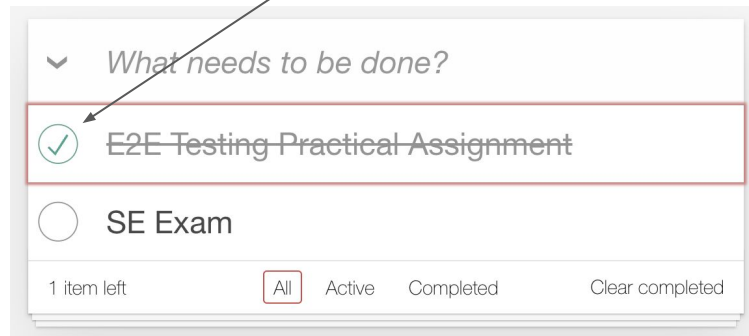 What needs to be done?
E2E Testing Practical Assignment
SE Exam
1 item left All Active Completed Clear completed